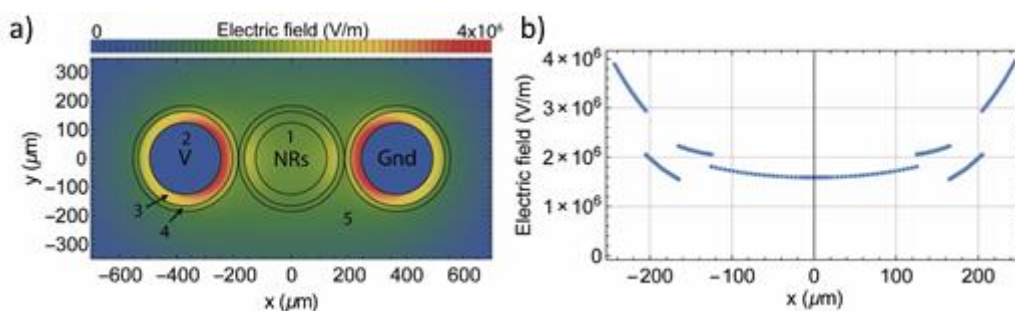 a)
0 Electric field (V/m) 4x10⁶
300
200
100
0
−100
−200
−300
y (μm)
2
V
1
NRs
Gnd
3
4
5
−600 −400 −200 0 200 400 600
x (μm)
b)
4 × 10⁶
3 × 10⁶
2 × 10⁶
1 × 10⁶
0
Electric field (V/m)
−200 −100 0 100 200
x (μm)